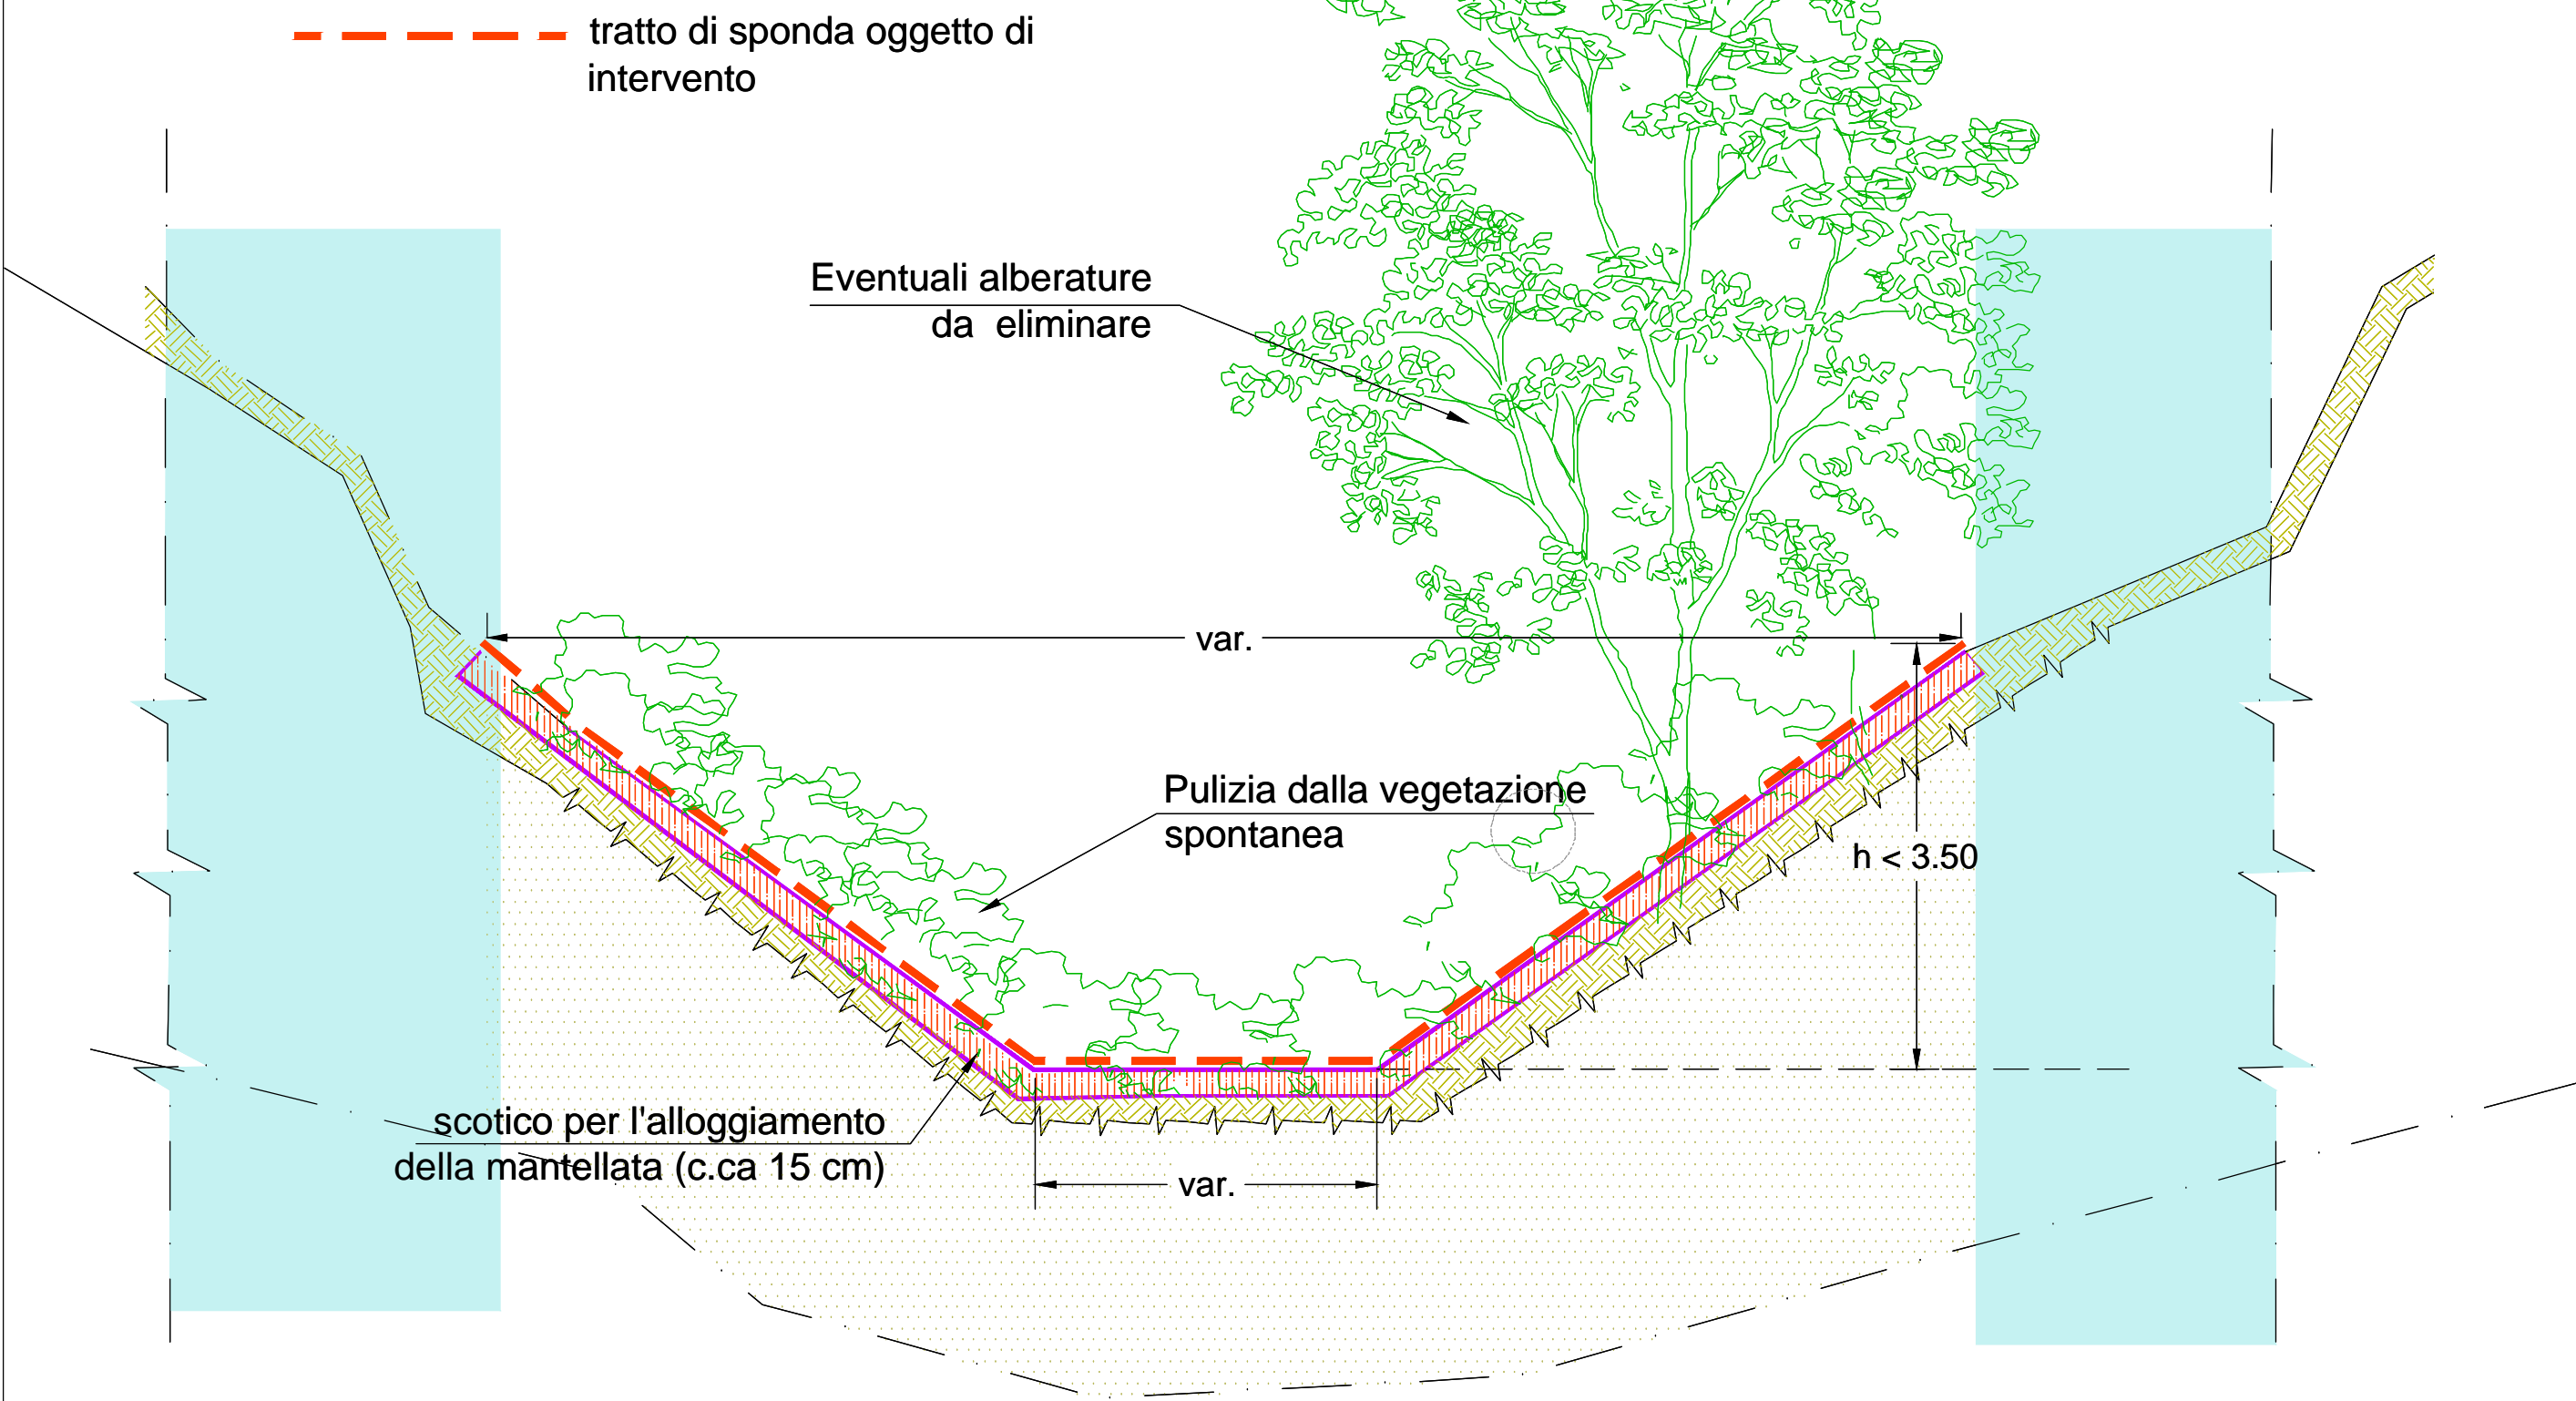 tratto di sponda oggetto di
intervento
Eventuali alberature
da eliminare
var.
Pulizia dalla vegetazione
spontanea
h < 3.50
scotico per l'alloggiamento
della mantellata (c.ca 15 cm)
var.